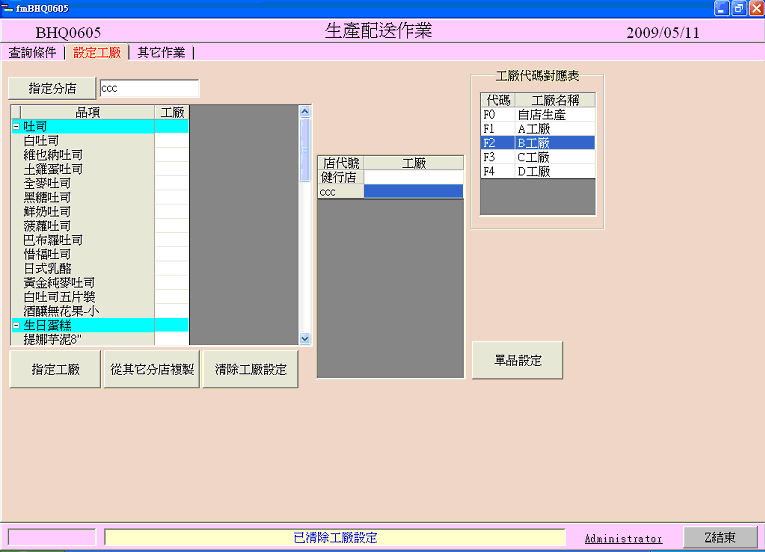 fmBHQ0605
BHQ0605 生產配送作業 2009/05/11
查詢條件 設定工廠 其它作業
指定分店 ccc
品項 工廠
吐司
白吐司
維也納吐司
土雞蛋吐司
全麥吐司
黑糖吐司
鮮奶吐司
菠蘿吐司
巴布羅吐司
惜福吐司
日式乳酪
黃金純麥吐司
白吐司五片裝
酒釀無花果-小
生日蛋糕
提娜芋泥8"
指定工廠 從其它分店複製 清除工廠設定
店代號 工廠
健行店
ccc
工廠代碼對應表
代碼 工廠名稱
F0 自店生產
F1 A工廠
F2 B工廠
F3 C工廠
F4 D工廠
單品設定
已清除工廠設定 Administrator Z結束